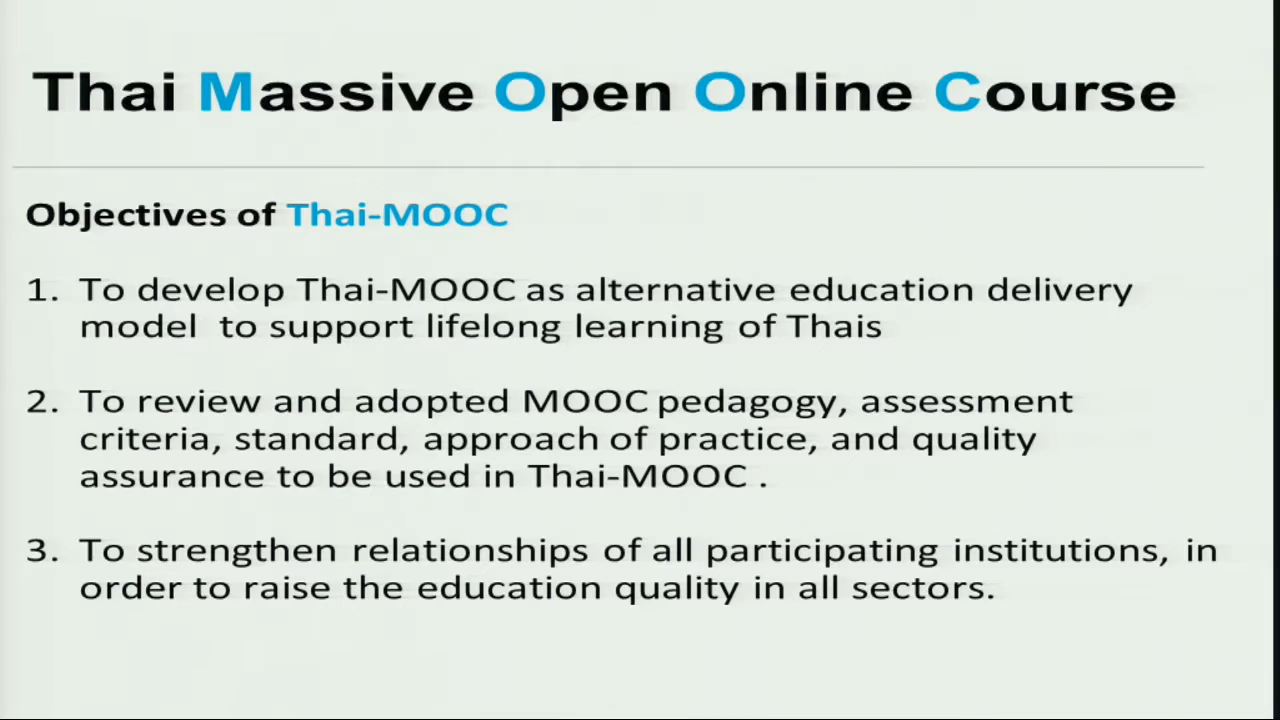 Thai Massive Open Online Course
Objectives of Thai-MOOC
1. To develop Thai-MOOC as alternative education delivery
model to support lifelong learning of Thais
2. To review and adopted MOOC pedagogy, assessment
criteria, standard, approach of practice, and quality
assurance to be used in Thai-MOOC .
3. To strengthen relationships of all participating institutions, in
order to raise the education quality in all sectors.